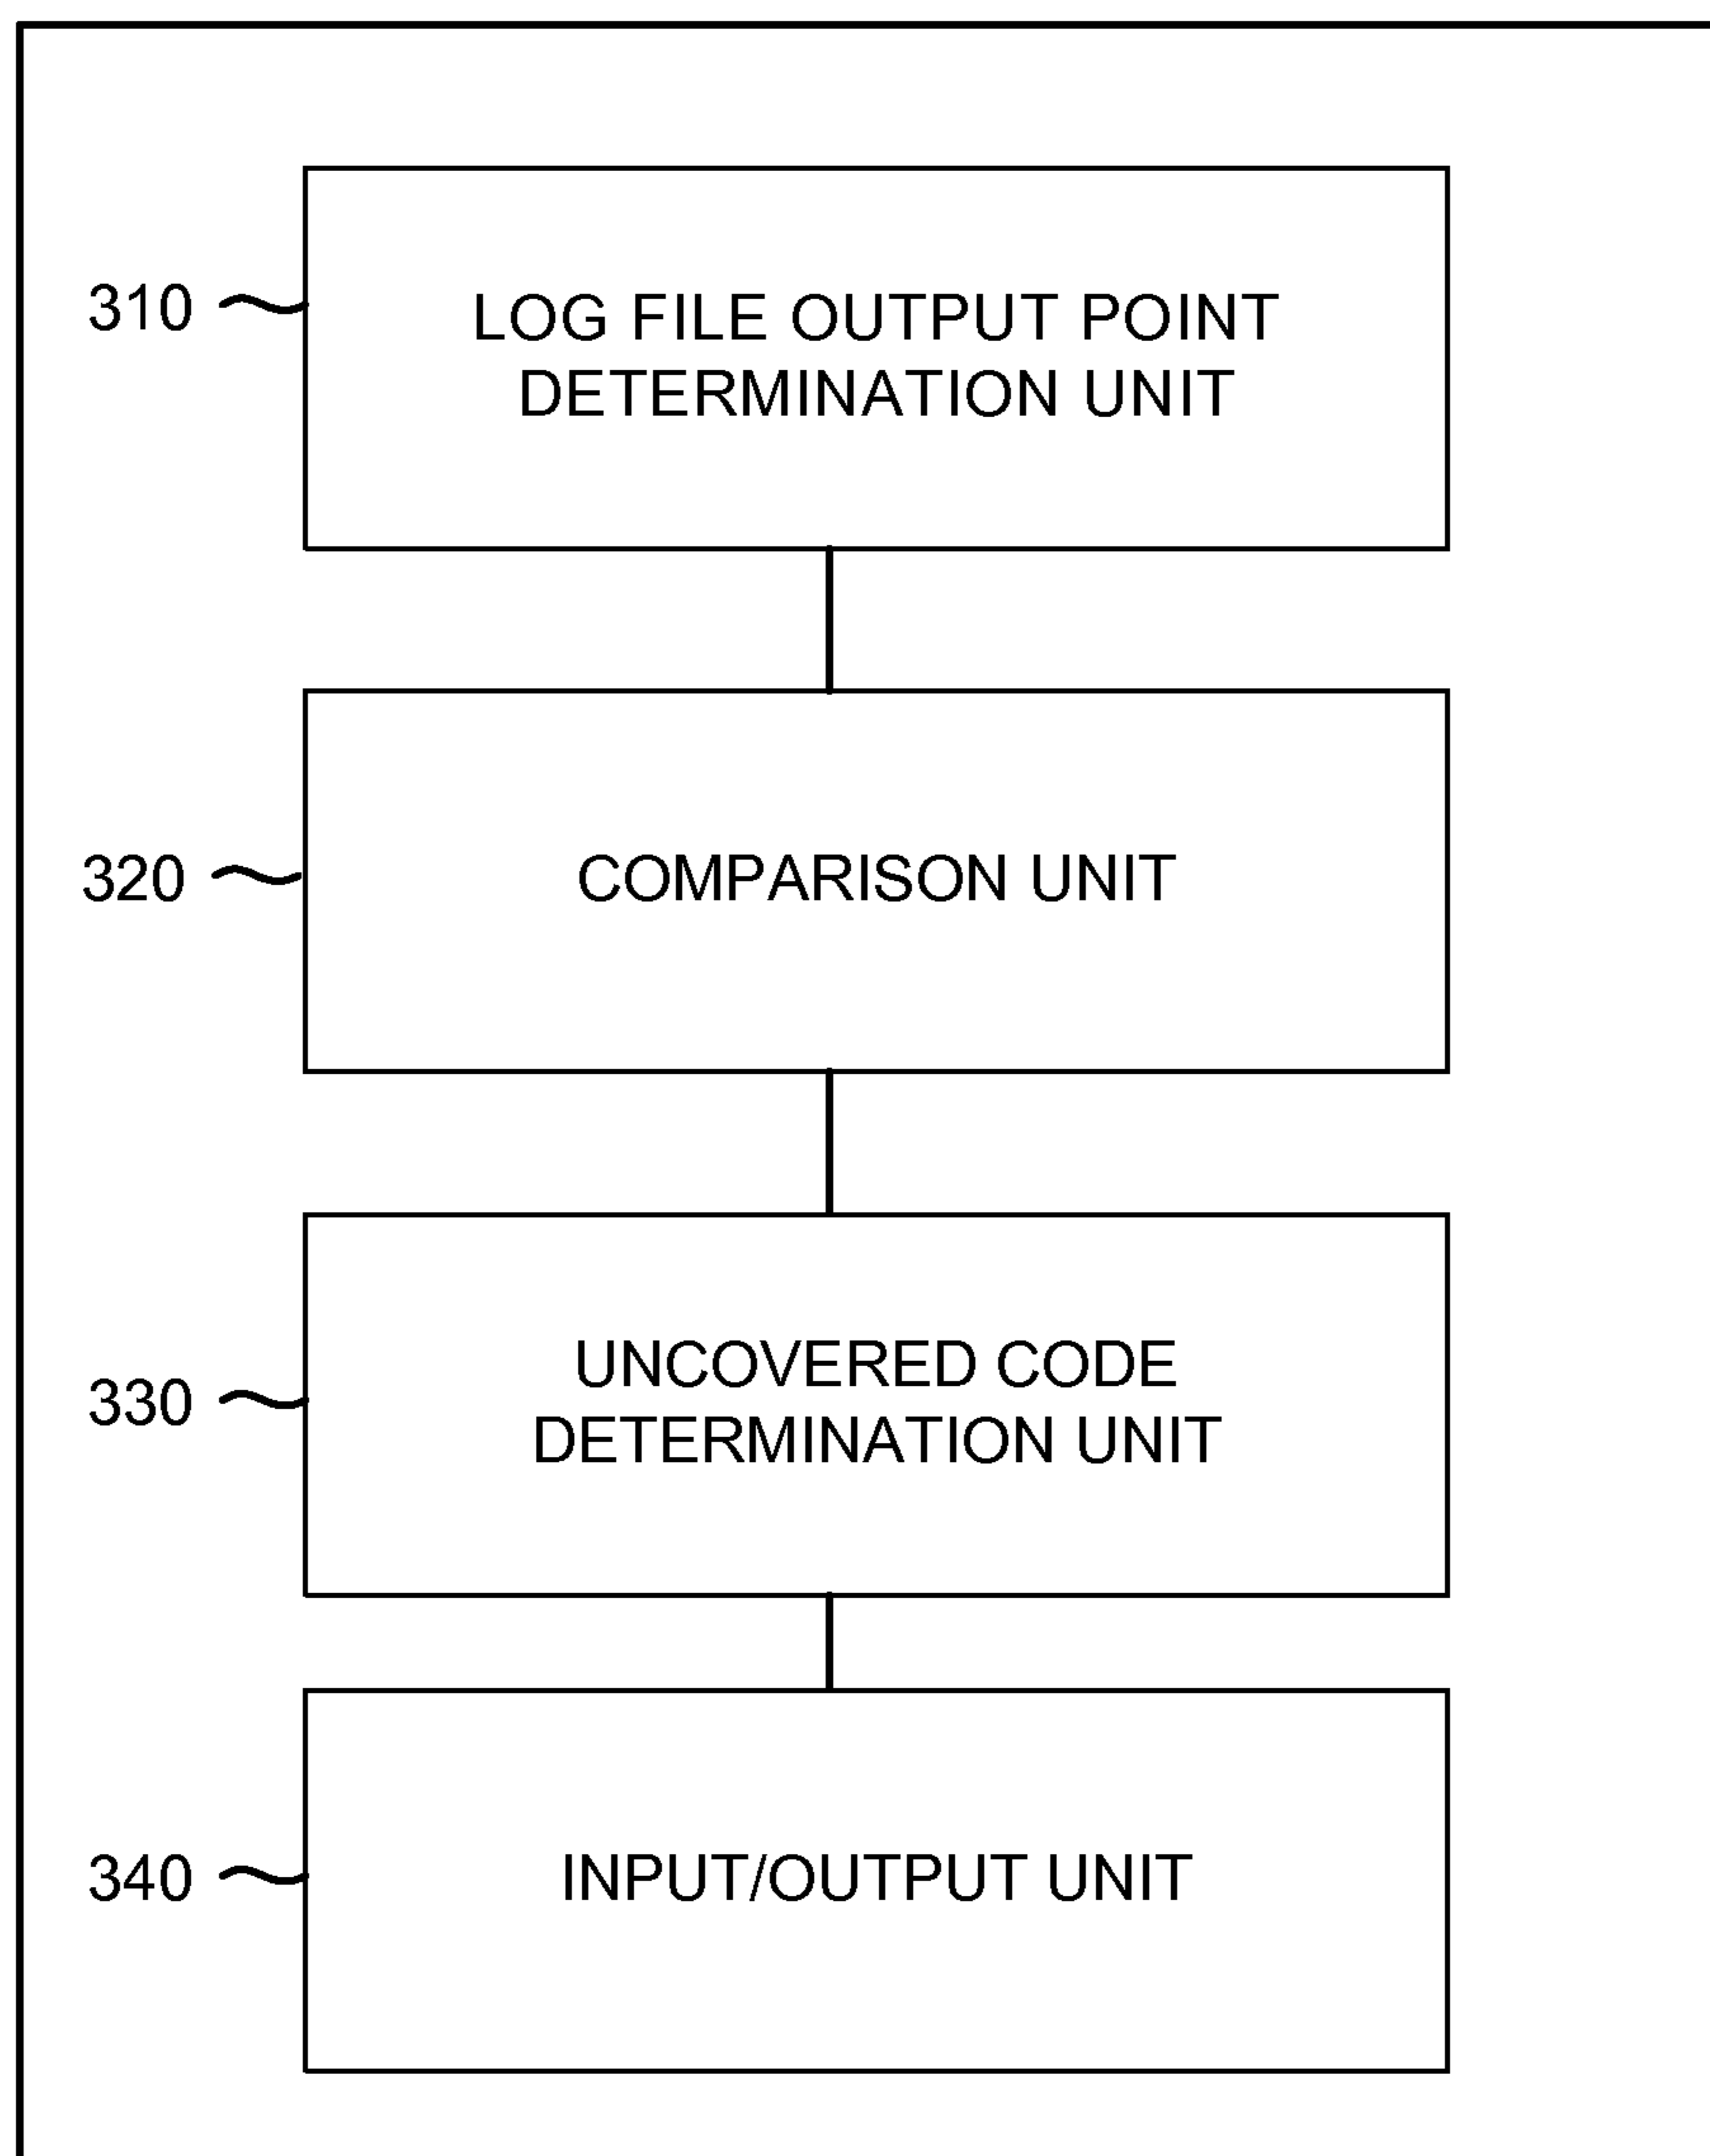 310
LOG FILE OUTPUT POINT
DETERMINATION UNIT
320
COMPARISON UNIT
330
UNCOVERED CODE
DETERMINATION UNIT
340
INPUT/OUTPUT UNIT